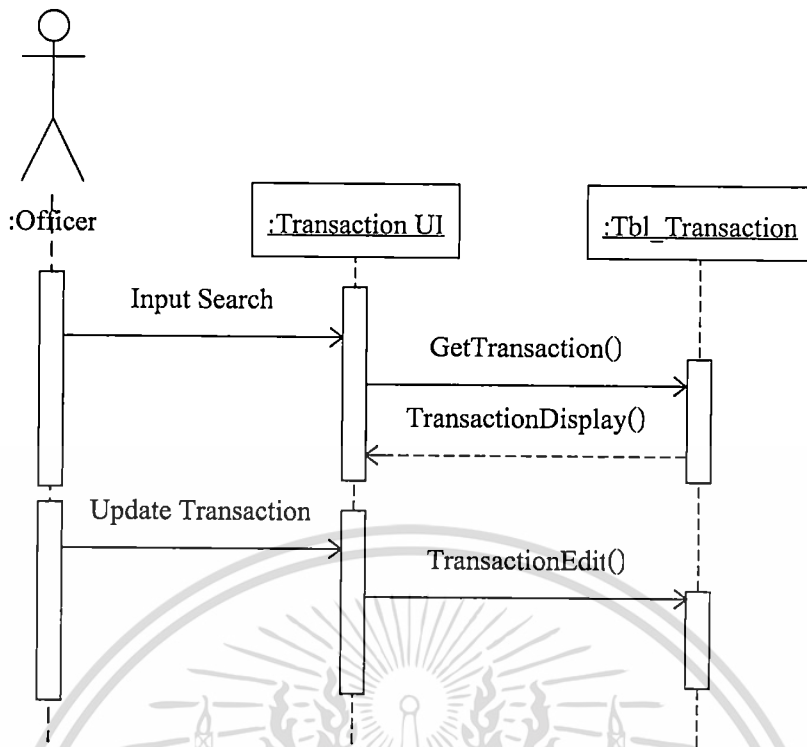 :Officer
:Transaction UI
:Tbl_Transaction
Input Search
GetTransaction()
TransactionDisplay()
Update Transaction
TransactionEdit()